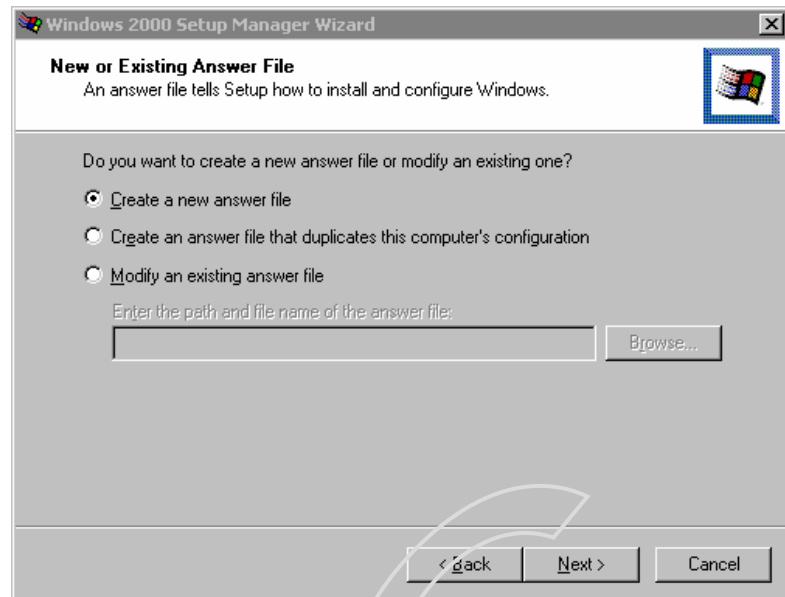 Windows 2000 Setup Manager Wizard
New or Existing Answer File
An answer file tells Setup how to install and configure Windows.
Do you want to create a new answer file or modify an existing one?
Create a new answer file
Create an answer file that duplicates this computer's configuration
Modify an existing answer file
Enter the path and file name of the answer file:
Browse...
< Back Next > Cancel